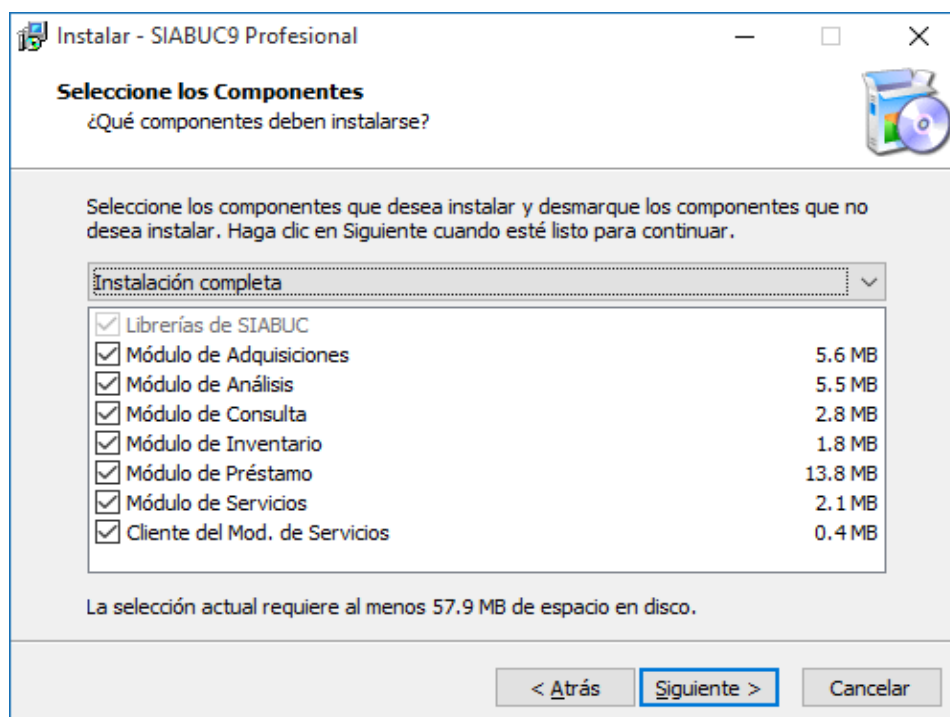 Instalar - SIABUC9 Profesional
Seleccione los Componentes
¿Qué componentes deben instalarse?
Seleccione los componentes que desea instalar y desmarque los componentes que no
desea instalar. Haga clic en Siguiente cuando esté listo para continuar.
Instalación completa
Librerías de SIABUC
Módulo de Adquisiciones 5.6 MB
Módulo de Análisis 5.5 MB
Módulo de Consulta 2.8 MB
Módulo de Inventario 1.8 MB
Módulo de Préstamo 13.8 MB
Módulo de Servicios 2.1 MB
Cliente del Mod. de Servicios 0.4 MB
La selección actual requiere al menos 57.9 MB de espacio en disco.
< Atrás Siguiente > Cancelar